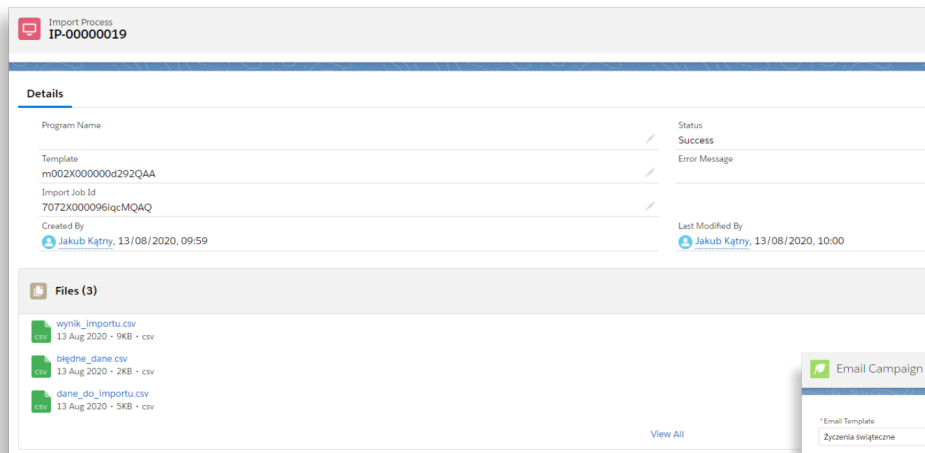 Import Process
IP-00000019
Details
Program Name
Status
Success
Template
m002X000000d292QAA
Error Message
Import Job Id
7072X000096iqcMQAQ
Created By
Jakub Kątny, 13/08/2020, 09:59
Last Modified By
Jakub Kątny, 13/08/2020, 10:00
Files (3)
wynik_importu.csv
CSV 13 Aug 2020 • 9KB • csv
błędne_dane.csv
CSV 13 Aug 2020 • 2KB • csv
dane_do_importu.csv
CSV 13 Aug 2020 • 5KB • csv
View All
Email Campaign
*Email Template
Życzenia świąteczne